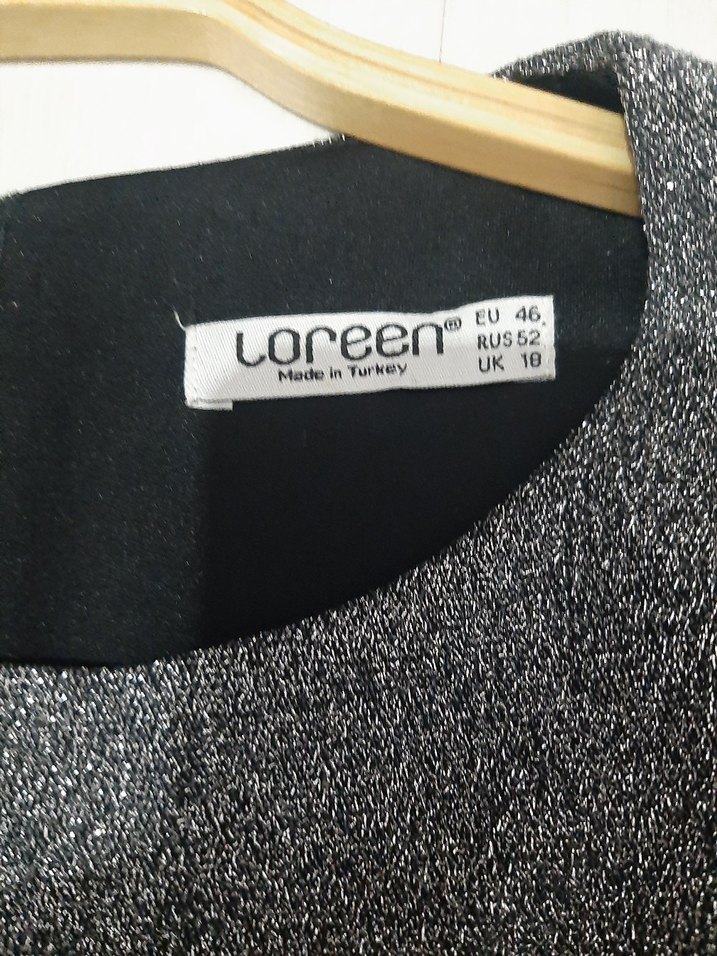 Loreen®
Made in Turkey
EU 46
RUS 52
UK 18